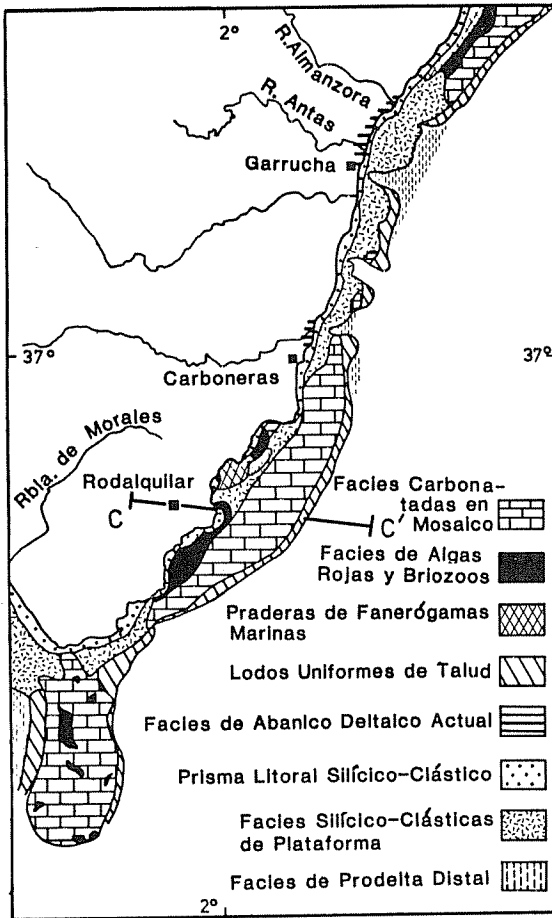 2°
R. Almanzora
R. Antas
Garrucha
37°
37º
Carboneras
Rbla. de Morales
Rodalquilar
C
C'
Facies Carbona-
tadas en
Mosaico
Facies de Algas
Rojas y Briozoos
Praderas de Fanerógamas
Marinas
Lodos Uniformes de Talud
Facies de Abanico Deltaico Actual
Prisma Litoral Silícico-Clástico
Facies Silícico-Clásticas
de Plataforma
Facies de Prodelta Distal
2°